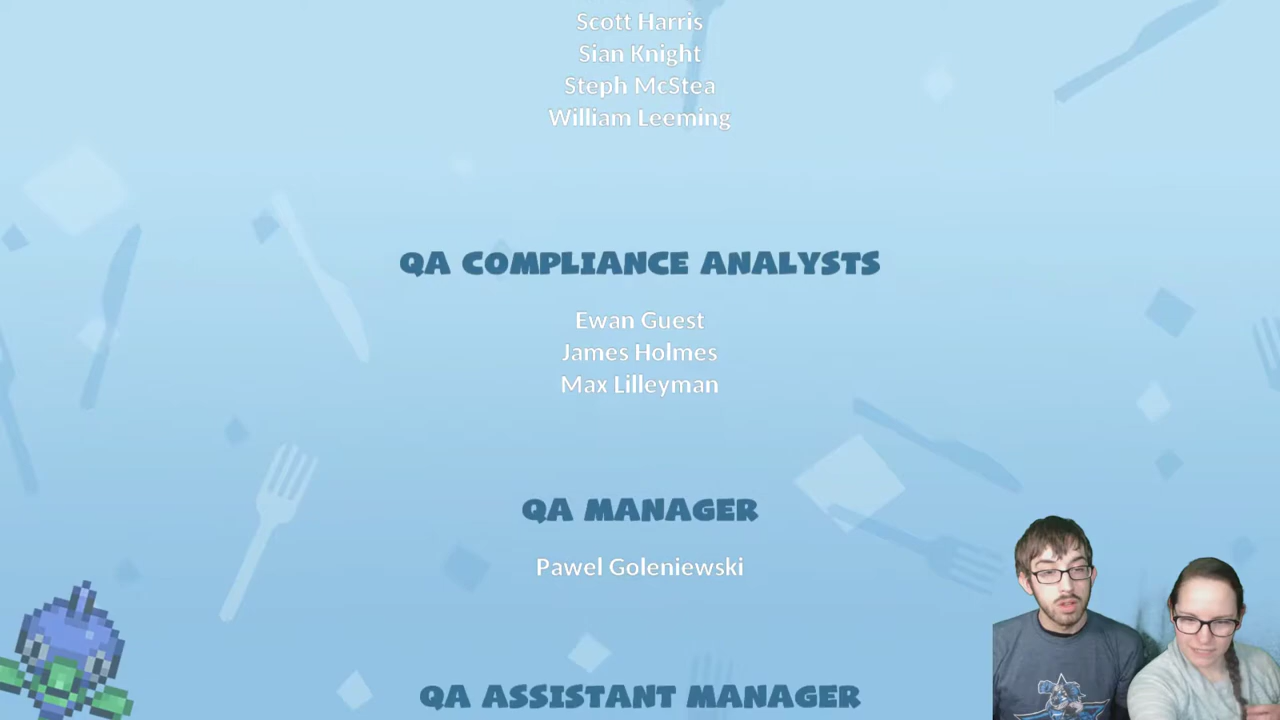 Scott Harris
Sian Knight
Steph McStea
William Leeming
QA COMPLIANCE ANALYSTS
Ewan Guest
James Holmes
Max Lilleyman
QA MANAGER
Pawel Goleniewski
QA ASSISTANT MANAGER